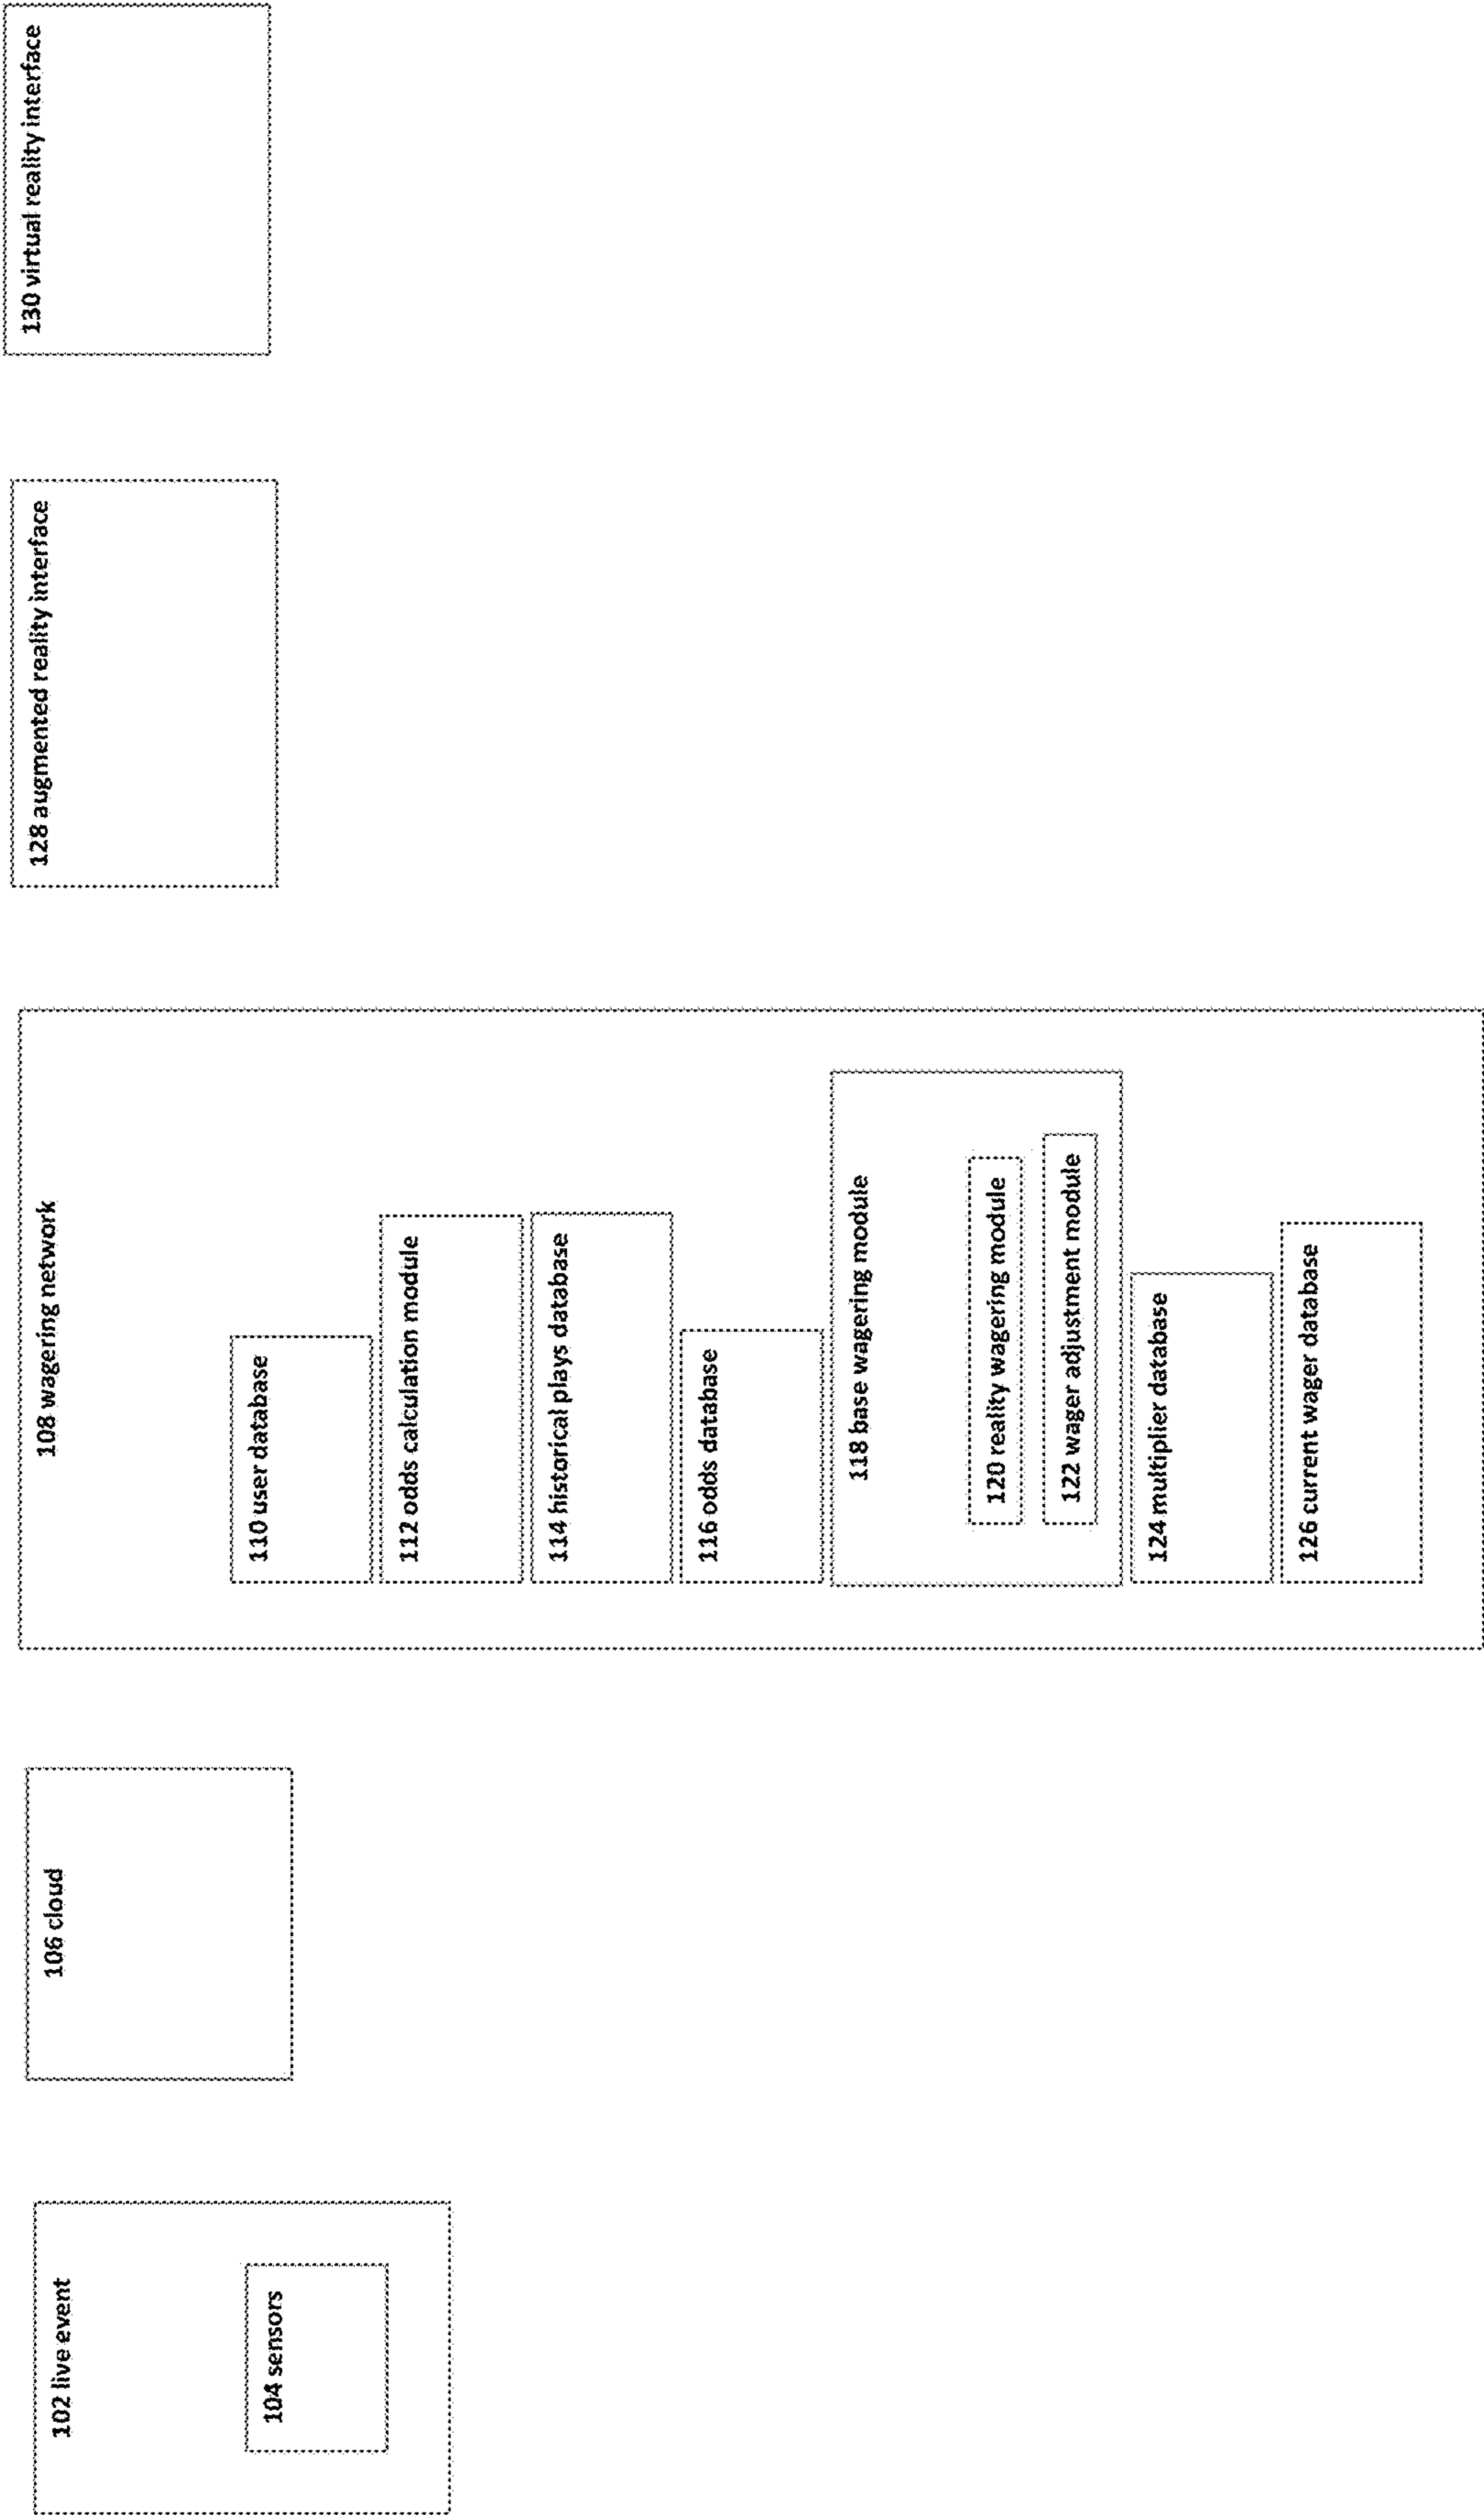 102 live event
104 sensors
106 cloud
108 wagering network
110 user database
112 odds calculation module
114 historical plays database
116 odds database
118 base wagering module
120 reality wagering module
122 wager adjustment module
124 multiplier database
126 current wager database
128 augmented reality interface
130 virtual reality interface